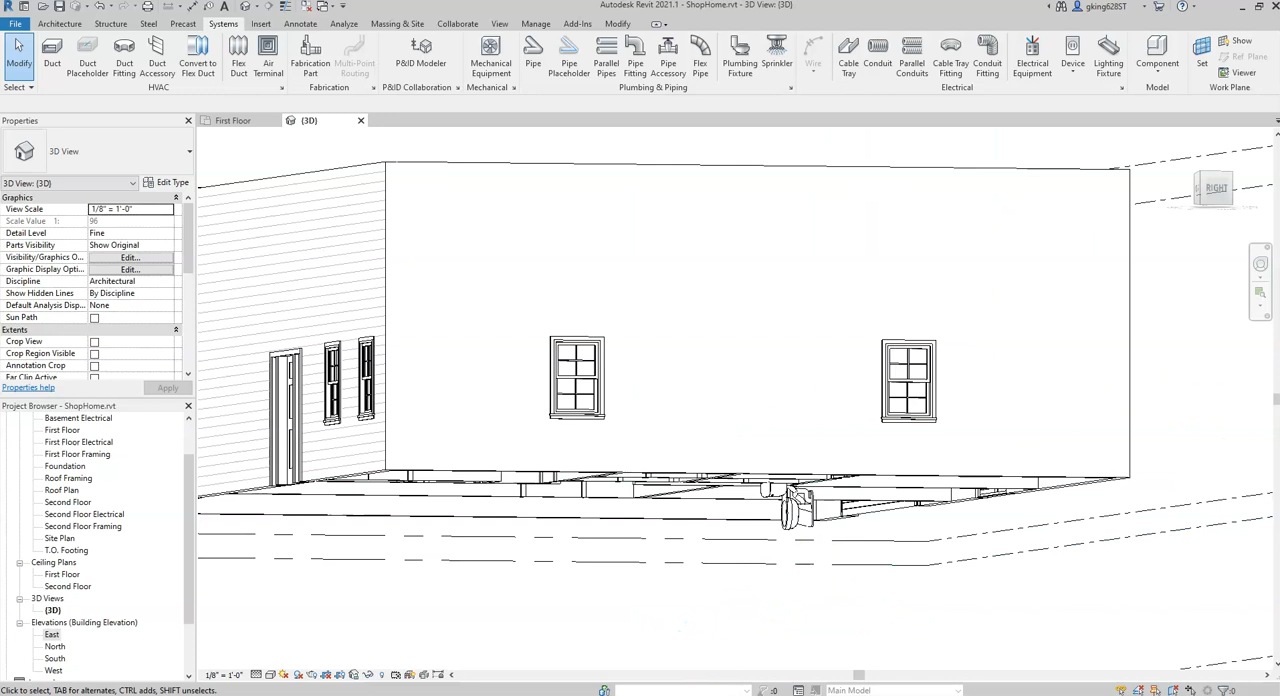 Autodesk Revit 2021.1 - ShopHome.rvt - 3D View: {3D}
gking628ST
File Architecture Structure Steel Precast Systems Insert Annotate Analyze Massing & Site Collaborate View Manage Add-Ins Modify
Modify
Duct
Duct Placeholder
Duct Fitting
Duct Accessory
Convert to Flex Duct
Flex Duct
Air Terminal
Fabrication Part
Multi-Point Routing
P&ID Modeler
Mechanical Equipment
Pipe
Pipe Placeholder
Parallel Pipes
Pipe Fitting
Pipe Accessory
Flex Pipe
Plumbing Fixture
Sprinkler
Wire
Cable Tray
Conduit
Parallel Conduits
Cable Tray Fitting
Conduit Fitting
Electrical Equipment
Device
Lighting Fixture
Component
Set
Show
Ref Plane
Viewer
Select HVAC Fabrication P&ID Collaboration Mechanical Plumbing & Piping Electrical Model Work Plane
Properties
First Floor
{3D}
3D View
3D View: {3D}
Edit Type
Graphics
View Scale 1/8" = 1'-0"
Scale Value 1: 96
Detail Level Fine
Parts Visibility Show Original
Visibility/Graphics O... Edit...
Graphic Display Opti... Edit...
Discipline Architectural
Show Hidden Lines By Discipline
Default Analysis Disp... None
Sun Path
Extents
Crop View
Crop Region Visible
Annotation Crop
Far Clip Active
Properties help
Apply
Project Browser - ShopHome.rvt
Basement Electrical
First Floor
First Floor Electrical
First Floor Framing
Foundation
Roof Framing
Roof Plan
Second Floor
Second Floor Electrical
Second Floor Framing
Site Plan
T.O. Footing
Ceiling Plans
First Floor
Second Floor
3D Views
{3D}
Elevations (Building Elevation)
East
North
South
West
RIGHT
1/8" = 1'-0"
Click to select, TAB for alternates, CTRL adds, SHIFT unselects.
:0
Main Model
:0